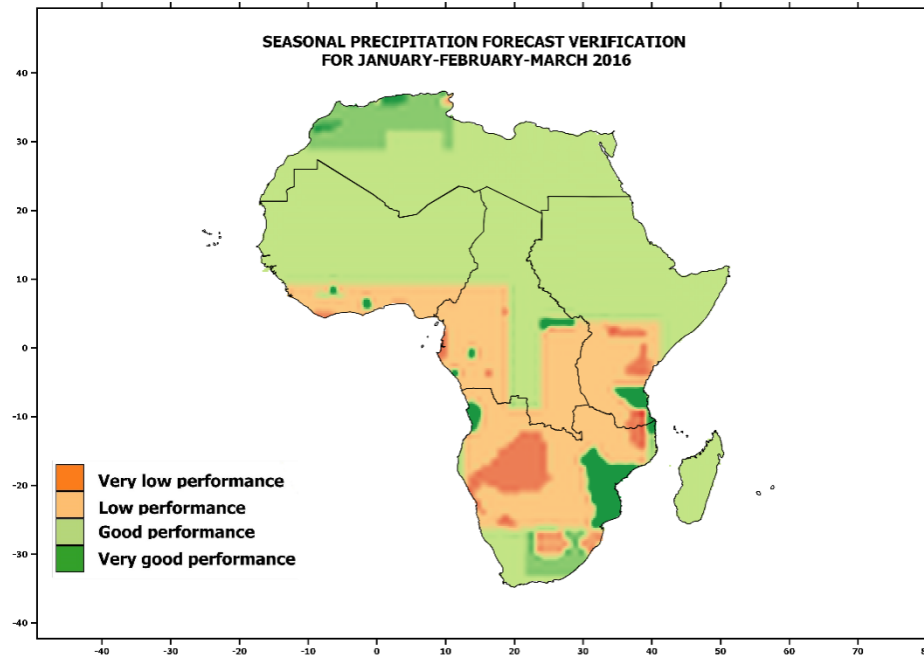 SEASONAL PRECIPITATION FORECAST VERIFICATION
FOR JANUARY-FEBRUARY-MARCH 2016
40
30
20
10
0
-10
-20
-30
-40
Very low performance
Low performance
Good performance
Very good performance
-40 -30 -20 -10 0 10 20 30 40 50 60 70